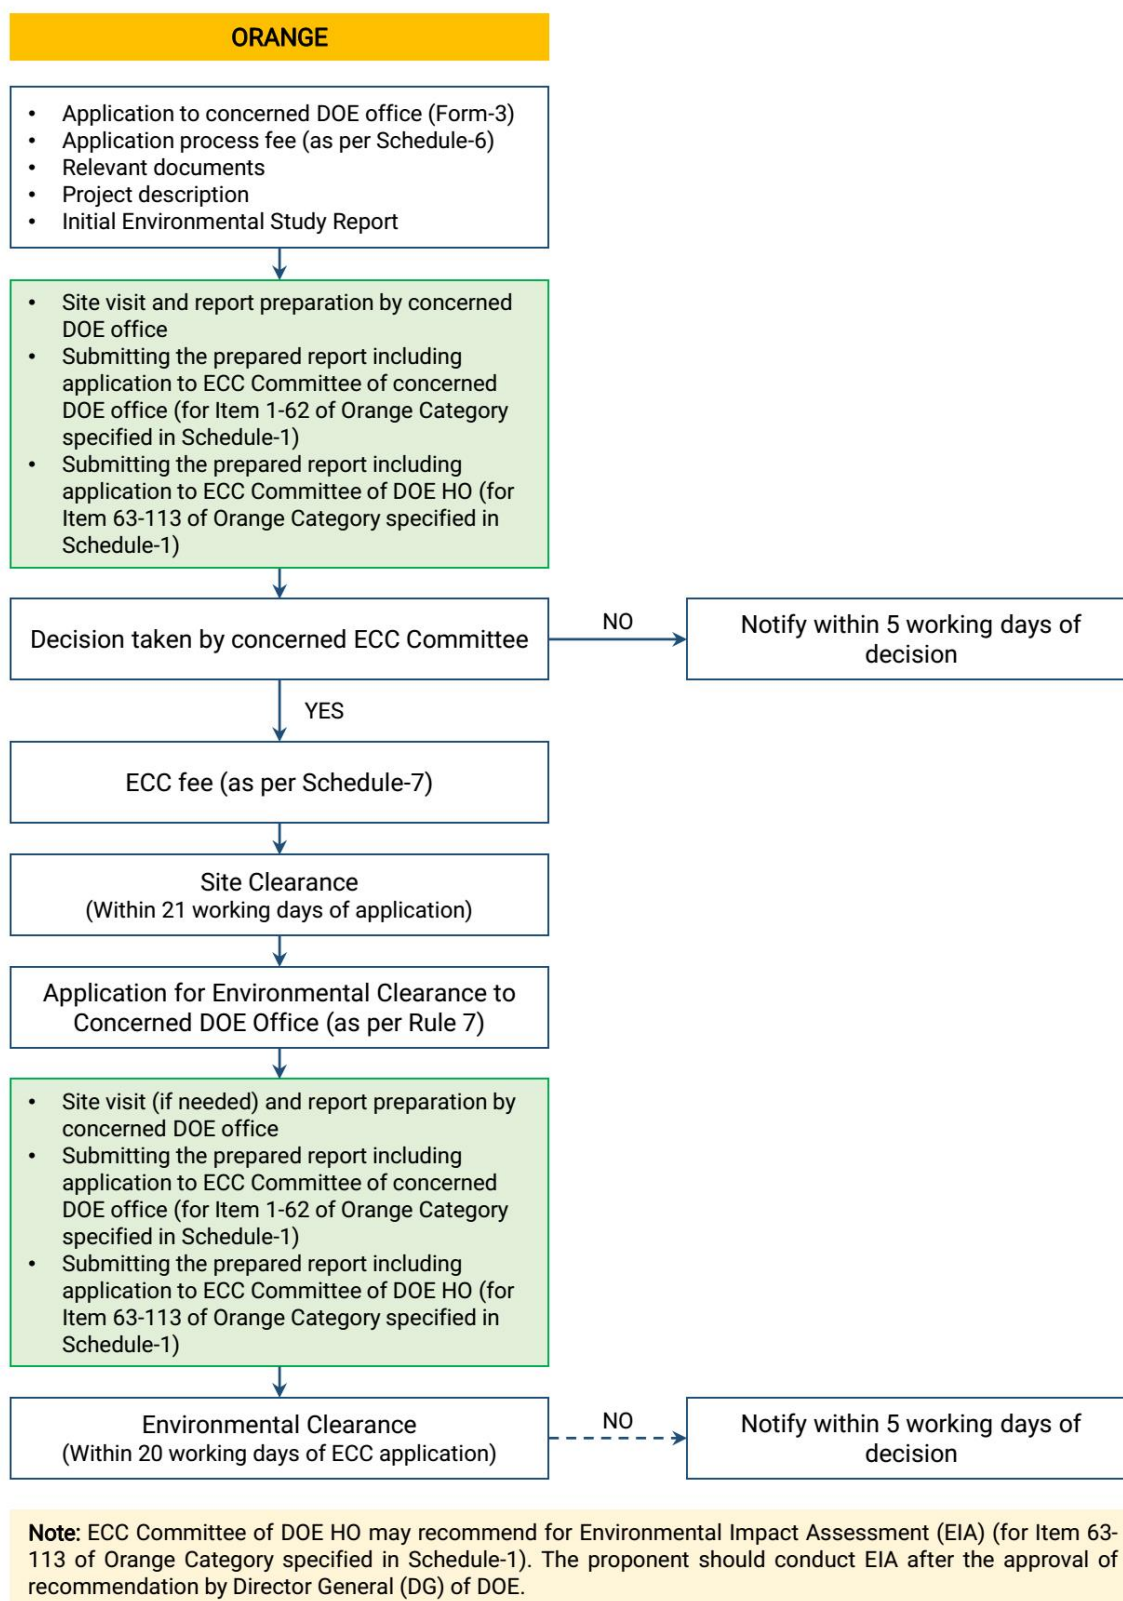 ORANGE
• Application to concerned DOE office (Form-3)
• Application process fee (as per Schedule-6)
• Relevant documents
• Project description
• Initial Environmental Study Report
• Site visit and report preparation by concerned
DOE office
• Submitting the prepared report including
application to ECC Committee of concerned
DOE office (for Item 1-62 of Orange Category
specified in Schedule-1)
• Submitting the prepared report including
application to ECC Committee of DOE HO (for
Item 63-113 of Orange Category specified in
Schedule-1)
Decision taken by concerned ECC Committee
NO
Notify within 5 working days of
decision
YES
ECC fee (as per Schedule-7)
Site Clearance
(Within 21 working days of application)
Application for Environmental Clearance to
Concerned DOE Office (as per Rule 7)
• Site visit (if needed) and report preparation by
concerned DOE office
• Submitting the prepared report including
application to ECC Committee of concerned
DOE office (for Item 1-62 of Orange Category
specified in Schedule-1)
• Submitting the prepared report including
application to ECC Committee of DOE HO (for
Item 63-113 of Orange Category specified in
Schedule-1)
Environmental Clearance
(Within 20 working days of ECC application)
NO
Notify within 5 working days of
decision
Note: ECC Committee of DOE HO may recommend for Environmental Impact Assessment (EIA) (for Item 63-
113 of Orange Category specified in Schedule-1). The proponent should conduct EIA after the approval of
recommendation by Director General (DG) of DOE.